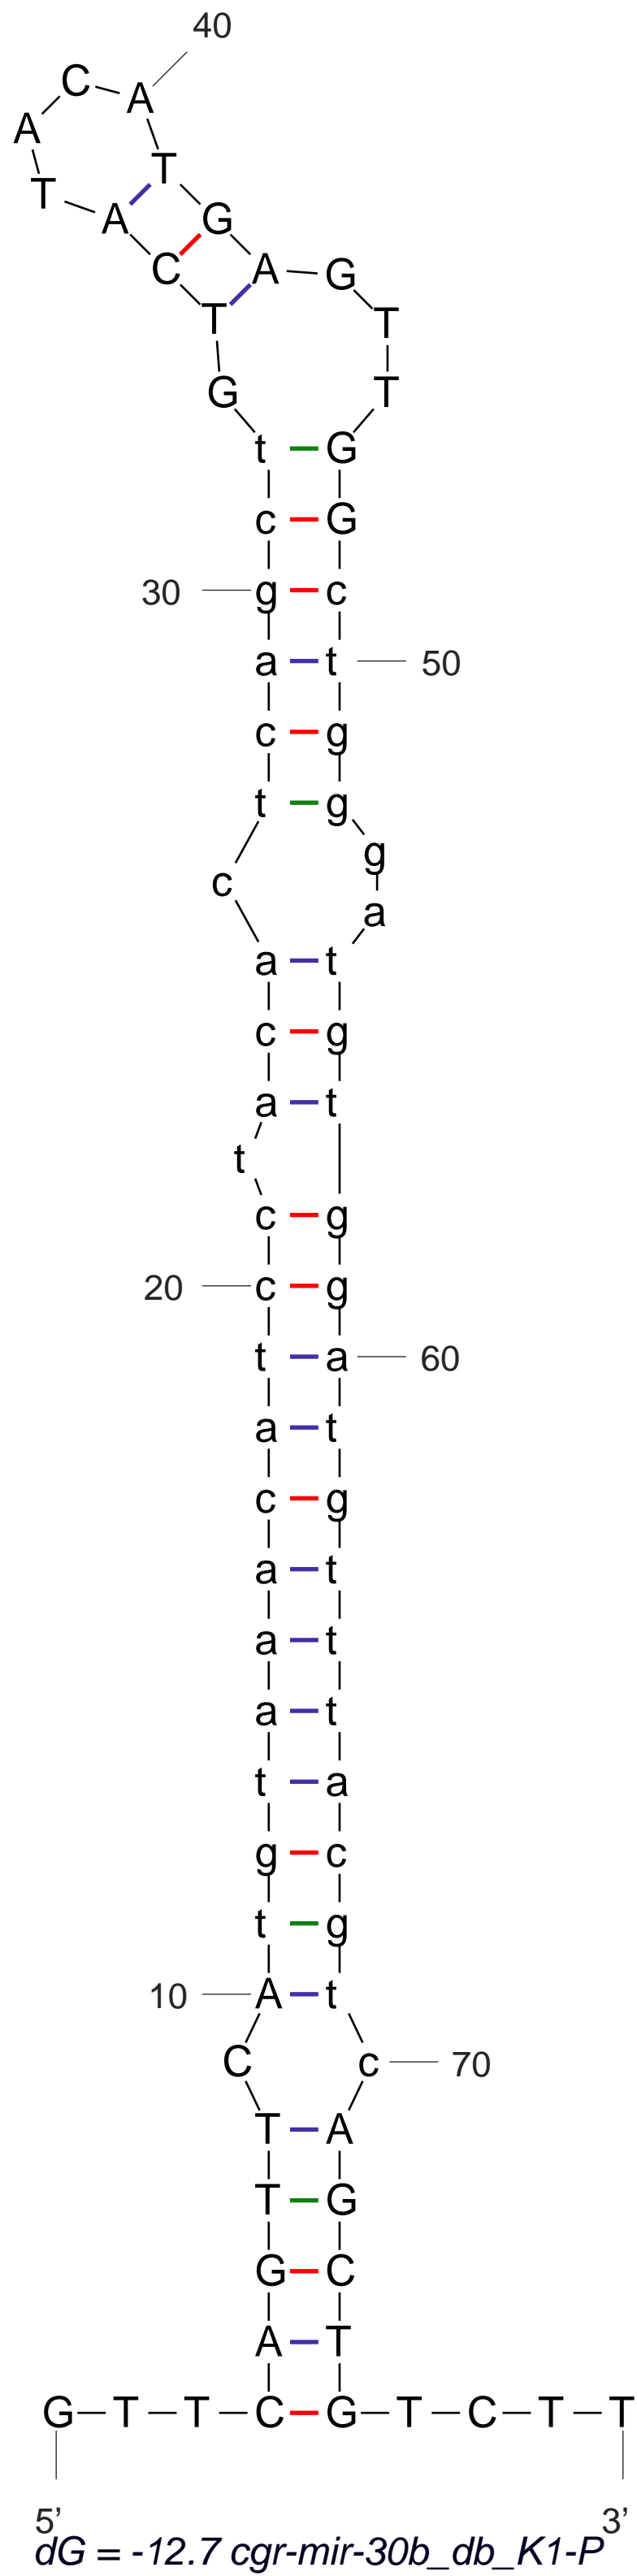 40
C A
A
T
T
A G
C A G
T T
G T
t G
c G
30 g c
a t 50
c g
t g
g
c
a
a t
c g
a t
t
c g
20 c g
t a 60
a t
c g
a t
a t
a t
t a
g c
t g
10 A t
C c 70
T A
T G
G C
A T
G T T C G T C T T
5’ 3’
dG = -12.7 cgr-mir-30b_db_K1-P